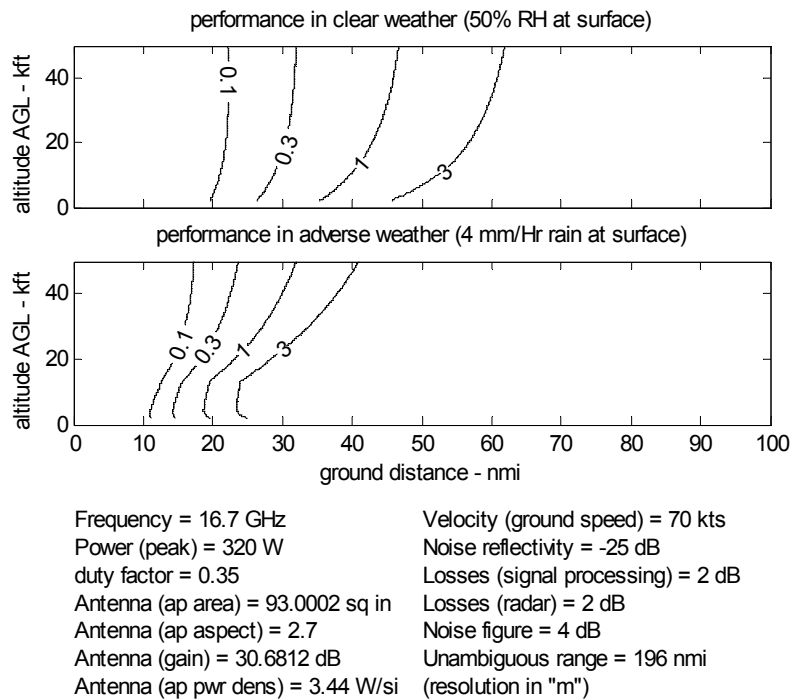 performance in clear weather (50% RH at surface)
altitude AGL - kft
40
20
0
0.1
0.3
1
3
performance in adverse weather (4 mm/Hr rain at surface)
altitude AGL - kft
40
20
0
0.1
0.3
1
3
0 10 20 30 40 50 60 70 80 90 100
ground distance - nmi
Frequency = 16.7 GHz
Power (peak) = 320 W
duty factor = 0.35
Antenna (ap area) = 93.0002 sq in
Antenna (ap aspect) = 2.7
Antenna (gain) = 30.6812 dB
Antenna (ap pwr dens) = 3.44 W/si
Velocity (ground speed) = 70 kts
Noise reflectivity = -25 dB
Losses (signal processing) = 2 dB
Losses (radar) = 2 dB
Noise figure = 4 dB
Unambiguous range = 196 nmi
(resolution in "m")